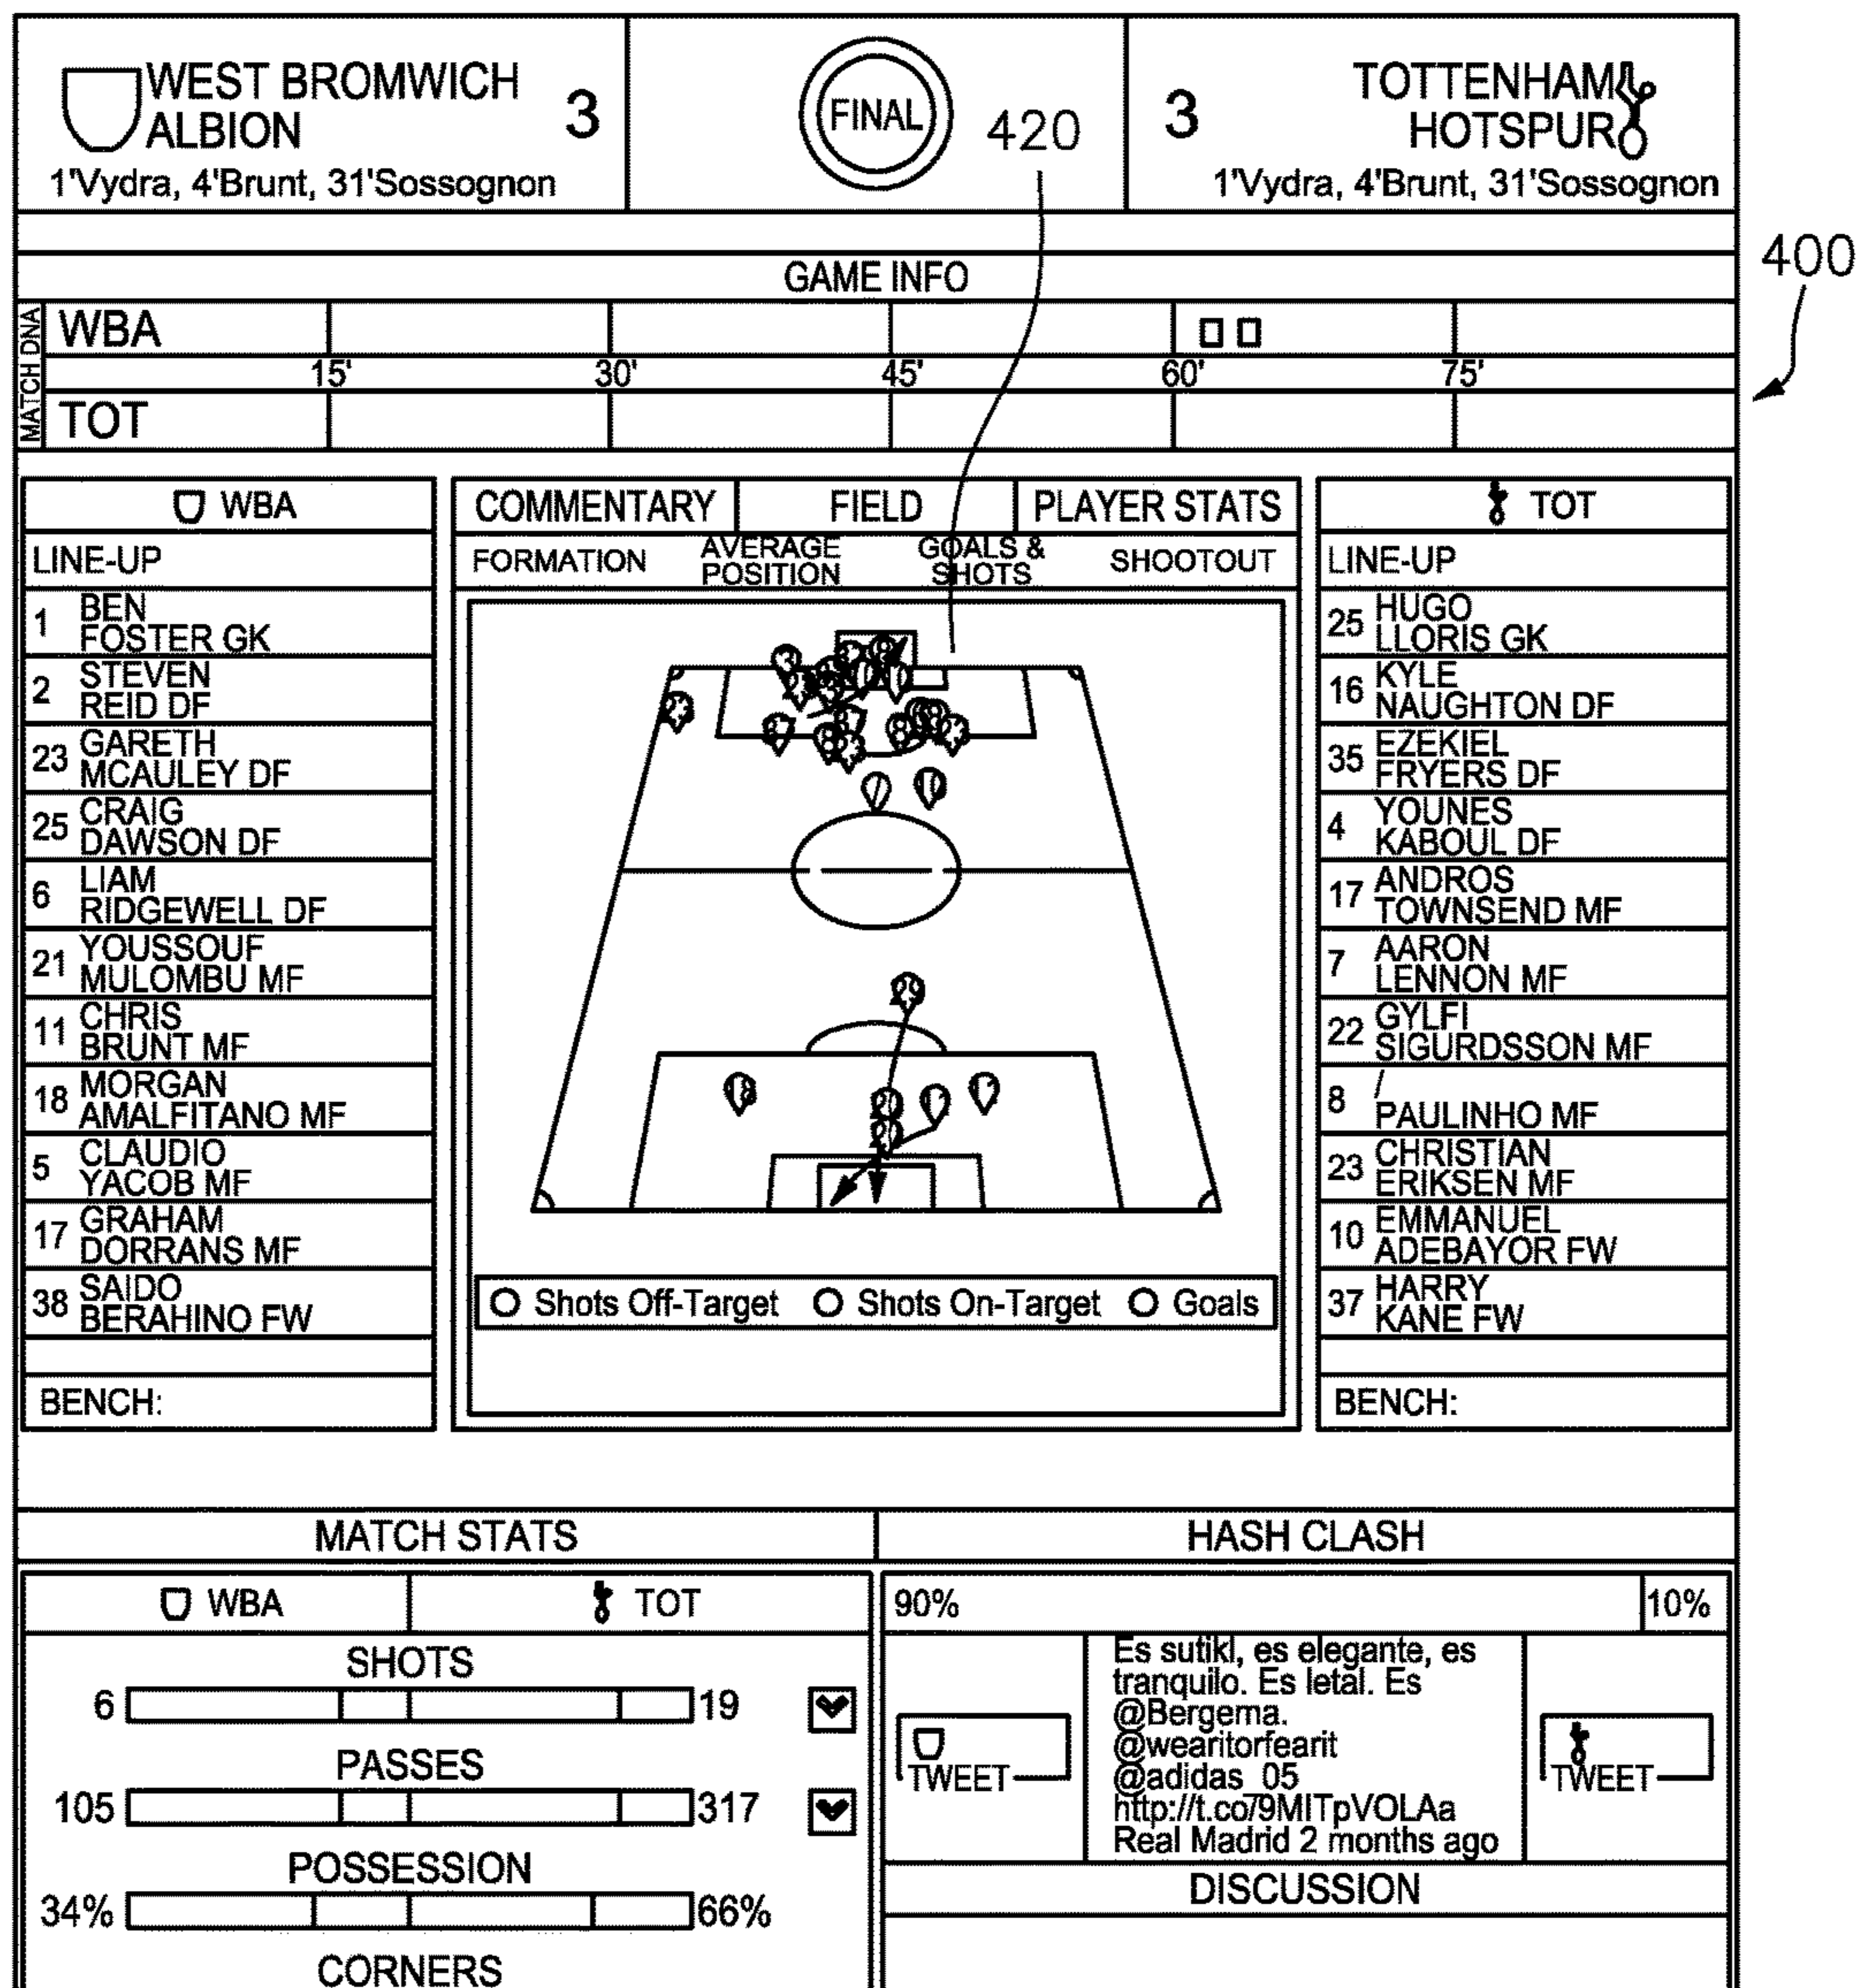 WEST BROMWICH
ALBION
3
1'Vydra, 4'Brunt, 31'Sossognon
FINAL
420
3
TOTTENHAM
HOTSPUR
1'Vydra, 4'Brunt, 31'Sossognon
400
GAME INFO
MATCH DNA
WBA
15' 30' 45' 60' 75'
TOT
WBA
LINE-UP
1 BEN
FOSTER GK
2 STEVEN
REID DF
23 GARETH
MCAULEY DF
25 CRAIG
DAWSON DF
6 LIAM
RIDGEWELL DF
21 YOUSSOUF
MULOMBU MF
11 CHRIS
BRUNT MF
18 MORGAN
AMALFITANO MF
5 CLAUDIO
YACOB MF
17 GRAHAM
DORRANS MF
38 SAIDO
BERAHINO FW
BENCH:
COMMENTARY FIELD PLAYER STATS
FORMATION
AVERAGE
POSITION
GOALS &
SHOTS
SHOOTOUT
23
37
23
10
29
18
Shots Off-Target Shots On-Target Goals
TOT
LINE-UP
25 HUGO
LLORIS GK
16 KYLE
NAUGHTON DF
35 EZEKIEL
FRYERS DF
4 YOUNES
KABOUL DF
17 ANDROS
TOWNSEND MF
7 AARON
LENNON MF
22 GYLFI
SIGURDSSON MF
8 /
PAULINHO MF
23 CHRISTIAN
ERIKSEN MF
10 EMMANUEL
ADEBAYOR FW
37 HARRY
KANE FW
BENCH:
MATCH STATS
WBA TOT
SHOTS
6 19
PASSES
105 317
POSSESSION
34% 66%
CORNERS
HASH CLASH
90% 10%
TWEET
Es sutikl, es elegante, es
tranquilo. Es letal. Es
@Bergema.
@wearitorfearit
@adidas_05
http://t.co/9MITpVOLAa
Real Madrid 2 months ago
TWEET
DISCUSSION